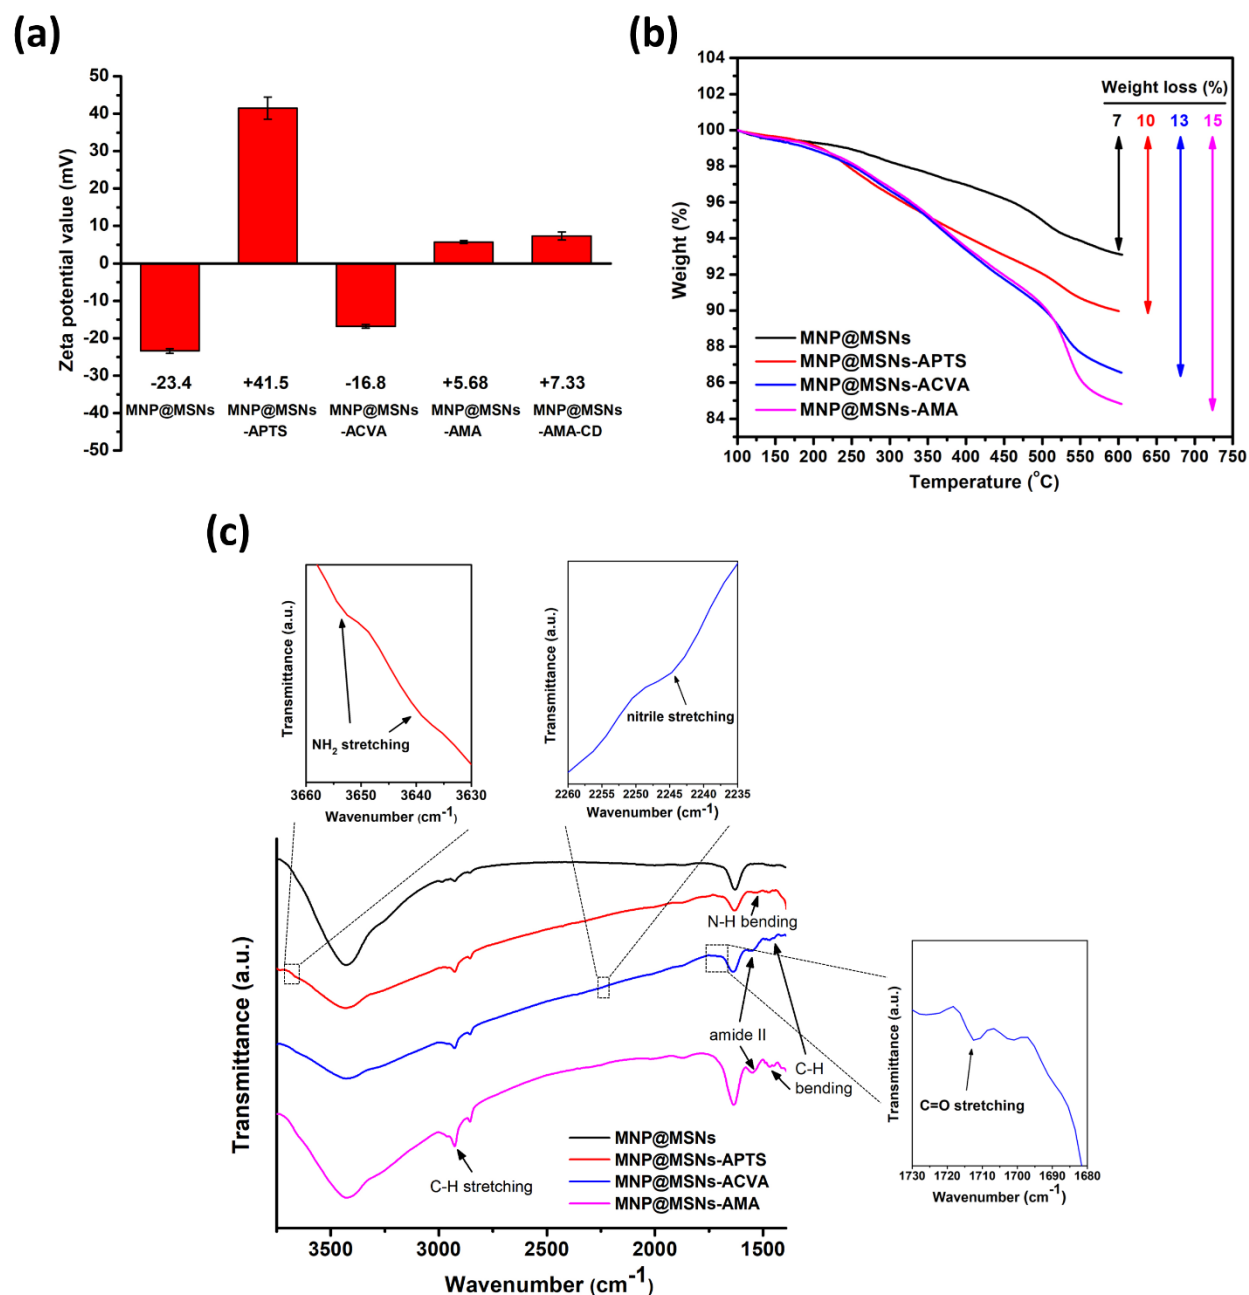 (a)
50
40
30
20
10
0
-10
-20
-30
-40
-50
Zeta potential value (mV)
-23.4 +41.5 -16.8 +5.68 +7.33
MNP@MSNs MNP@MSNs MNP@MSNs MNP@MSNs MNP@MSNs
-APTS -ACVA -AMA -AMA-CD
(b)
104
102
100
98
96
94
92
90
88
86
84
Weight (%)
Weight loss (%)
7 10 13 15
MNP@MSNs
MNP@MSNs-APTS
MNP@MSNs-ACVA
MNP@MSNs-AMA
100 150 200 250 300 350 400 450 500 550 600 650 700 750
Temperature (°C)
(c)
Transmittance (a.u.)
NH2 stretching
3660 3650 3640 3630
Wavenumber (cm-1)
Transmittance (a.u.)
nitrile stretching
2260 2255 2250 2245 2240 2235
Wavenumber (cm-1)
Transmittance (a.u.)
N-H bending
amide II
C-H
bending
C-H stretching
MNP@MSNs
MNP@MSNs-APTS
MNP@MSNs-ACVA
MNP@MSNs-AMA
3500 3000 2500 2000 1500
Wavenumber (cm-1)
Transmittance (a.u.)
C=O stretching
1730 1720 1710 1700 1690 1680
Wavenumber (cm-1)